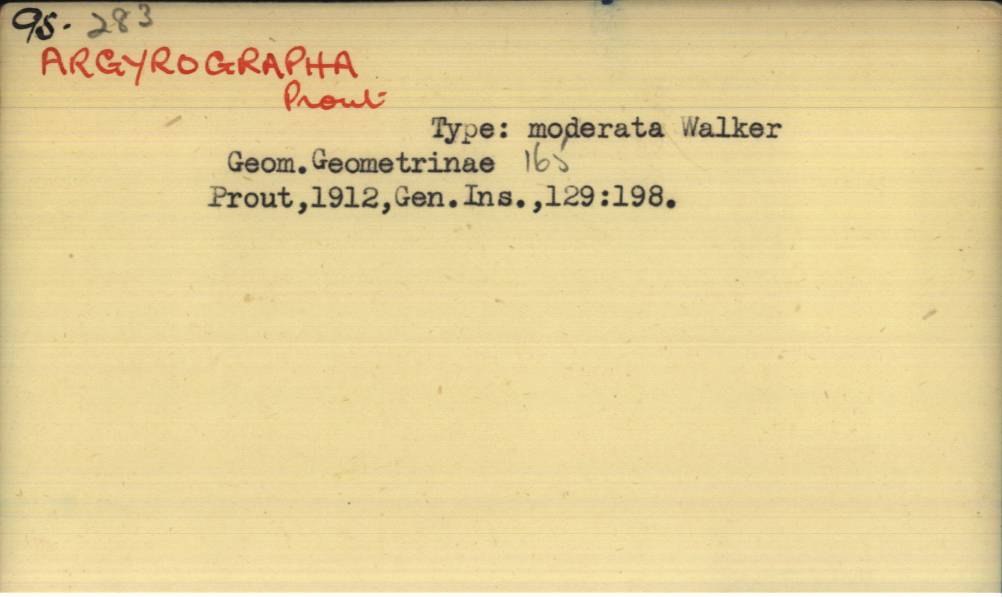 95. 283
ARGYROGRAPHA
Prout
Type: moderata Walker
Geom.Geometrinae 165
Prout,1912,Gen.Ins.,129:198.